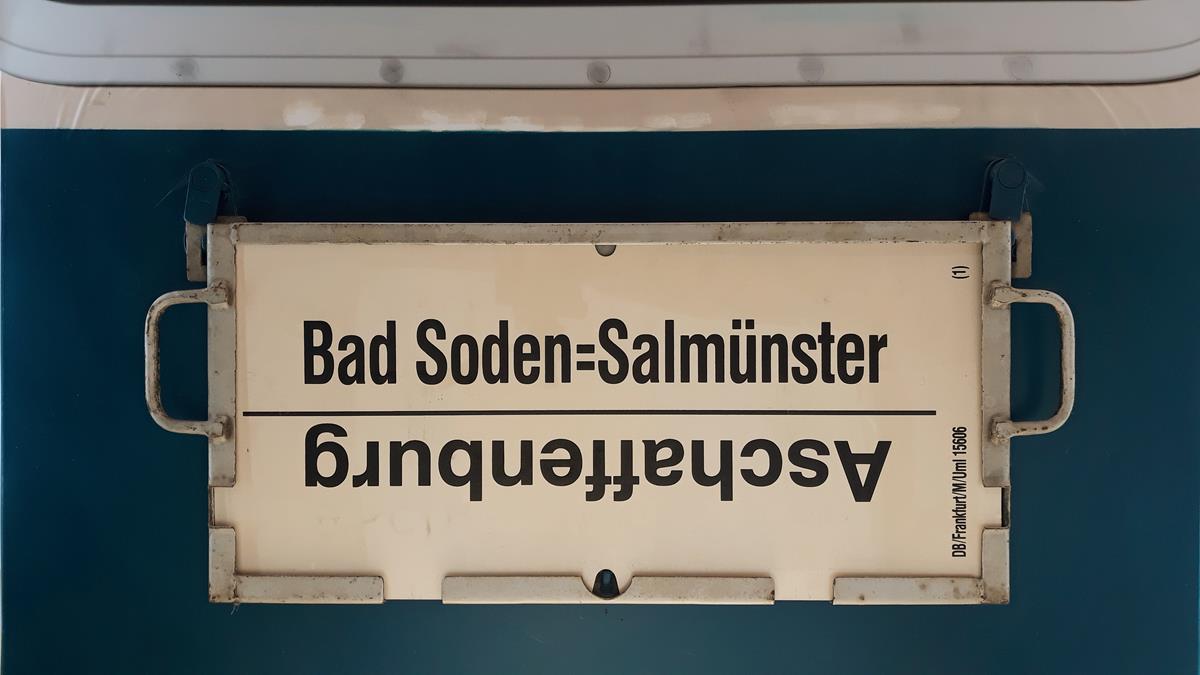 (1)
Bad Soden=Salmünster
Aschaffenburg
DB/Frankfurt/M/Uml 15606